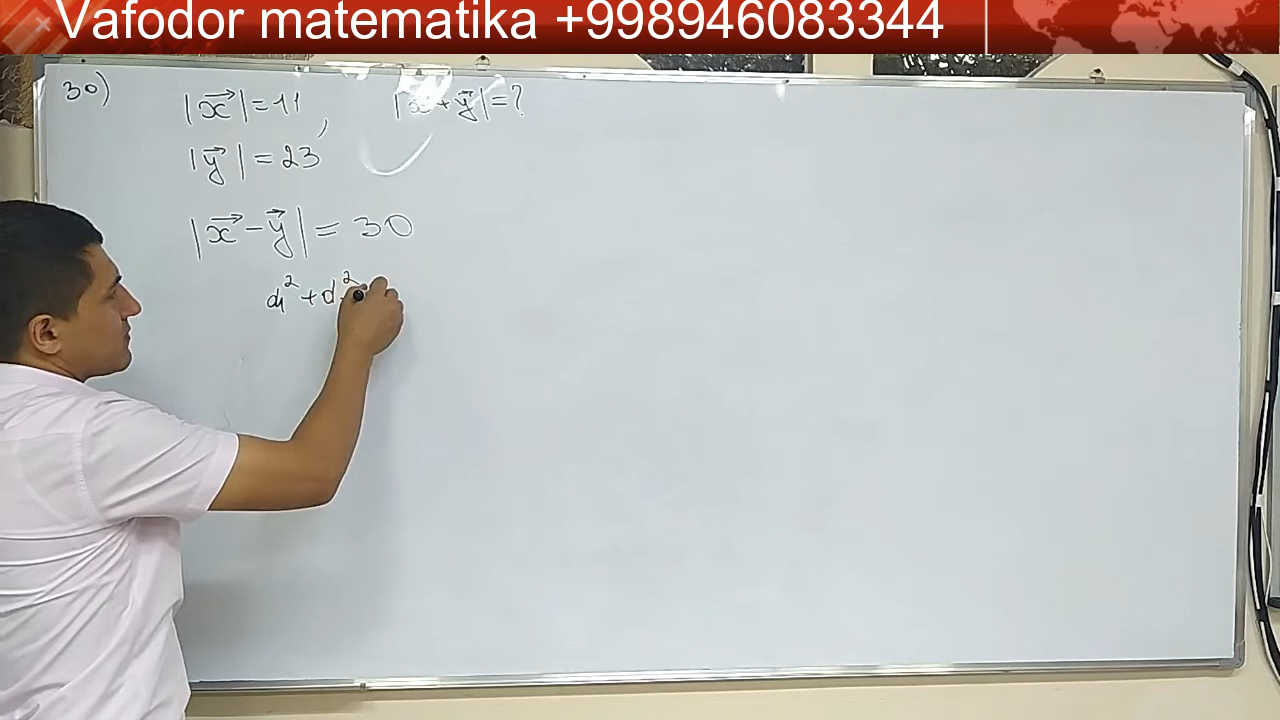 Vafodor matematika +998946083344
30)
|x⃗| = 11, |x⃗ + y⃗| = ?
|y⃗| = 23
|x⃗ − y⃗| = 30
d₁² + d₂²